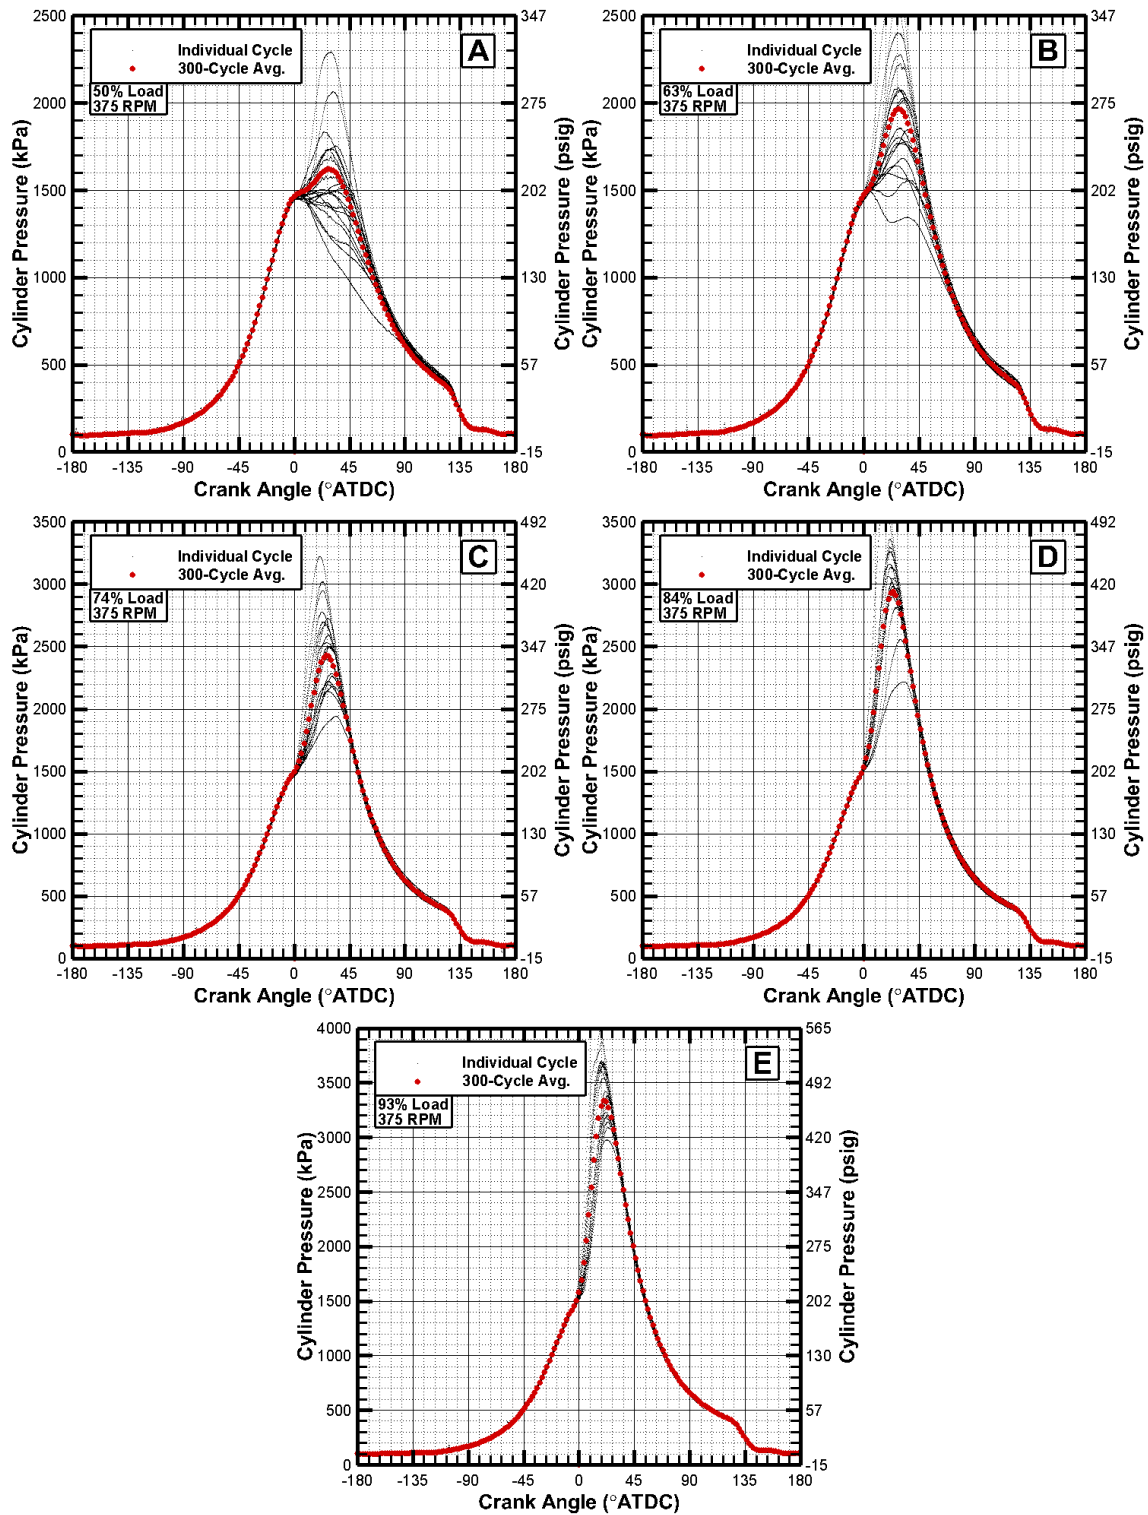 2500
2000
1500
1000
500
0
347
275
202
130
57
-15
Individual Cycle
300-Cycle Avg.
50% Load
375 RPM
A
Cylinder Pressure (kPa)
Cylinder Pressure (psig)
-180 -135 -90 -45 0 45 90 135 180
Crank Angle (°ATDC)
2500
2000
1500
1000
500
0
347
275
202
130
57
-15
Individual Cycle
300-Cycle Avg.
63% Load
375 RPM
B
Cylinder Pressure (kPa)
Cylinder Pressure (psig)
-180 -135 -90 -45 0 45 90 135 180
Crank Angle (°ATDC)
3500
3000
2500
2000
1500
1000
500
0
492
420
347
275
202
130
57
-15
Individual Cycle
300-Cycle Avg.
74% Load
375 RPM
C
Cylinder Pressure (kPa)
Cylinder Pressure (psig)
-180 -135 -90 -45 0 45 90 135 180
Crank Angle (°ATDC)
3500
3000
2500
2000
1500
1000
500
0
492
420
347
275
202
130
57
-15
Individual Cycle
300-Cycle Avg.
84% Load
375 RPM
D
Cylinder Pressure (kPa)
Cylinder Pressure (psig)
-180 -135 -90 -45 0 45 90 135 180
Crank Angle (°ATDC)
4000
3500
3000
2500
2000
1500
1000
500
0
565
492
420
347
275
202
130
57
-15
Individual Cycle
300-Cycle Avg.
93% Load
375 RPM
E
Cylinder Pressure (kPa)
Cylinder Pressure (psig)
-180 -135 -90 -45 0 45 90 135 180
Crank Angle (°ATDC)